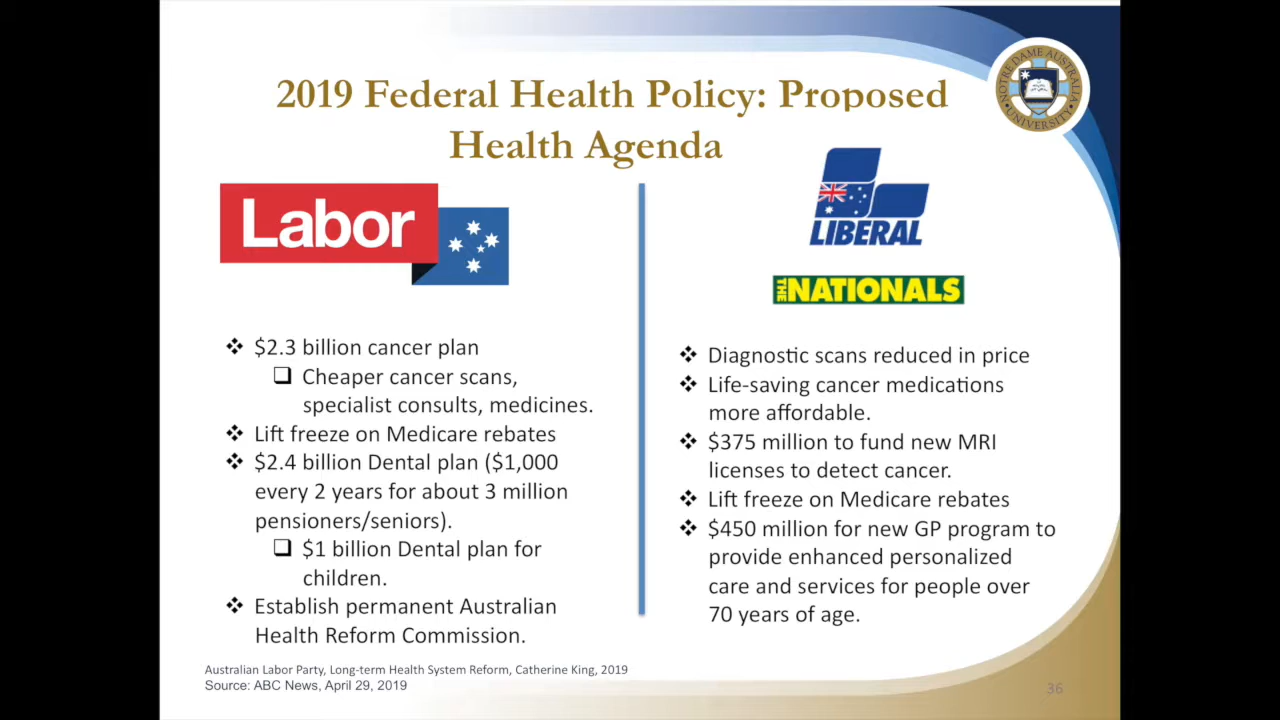 2019 Federal Health Policy: Proposed
Health Agenda
NOTRE DAME AUSTRALIA
UNIVERSITY
Labor
LIBERAL
THE NATIONALS
❖ $2.3 billion cancer plan
❑ Cheaper cancer scans,
specialist consults, medicines.
❖ Lift freeze on Medicare rebates
❖ $2.4 billion Dental plan ($1,000
every 2 years for about 3 million
pensioners/seniors).
❑ $1 billion Dental plan for
children.
❖ Establish permanent Australian
Health Reform Commission.
❖ Diagnostic scans reduced in price
❖ Life-saving cancer medications
more affordable.
❖ $375 million to fund new MRI
licenses to detect cancer.
❖ Lift freeze on Medicare rebates
❖ $450 million for new GP program to
provide enhanced personalized
care and services for people over
70 years of age.
Australian Labor Party, Long-term Health System Reform, Catherine King, 2019
Source: ABC News, April 29, 2019
36